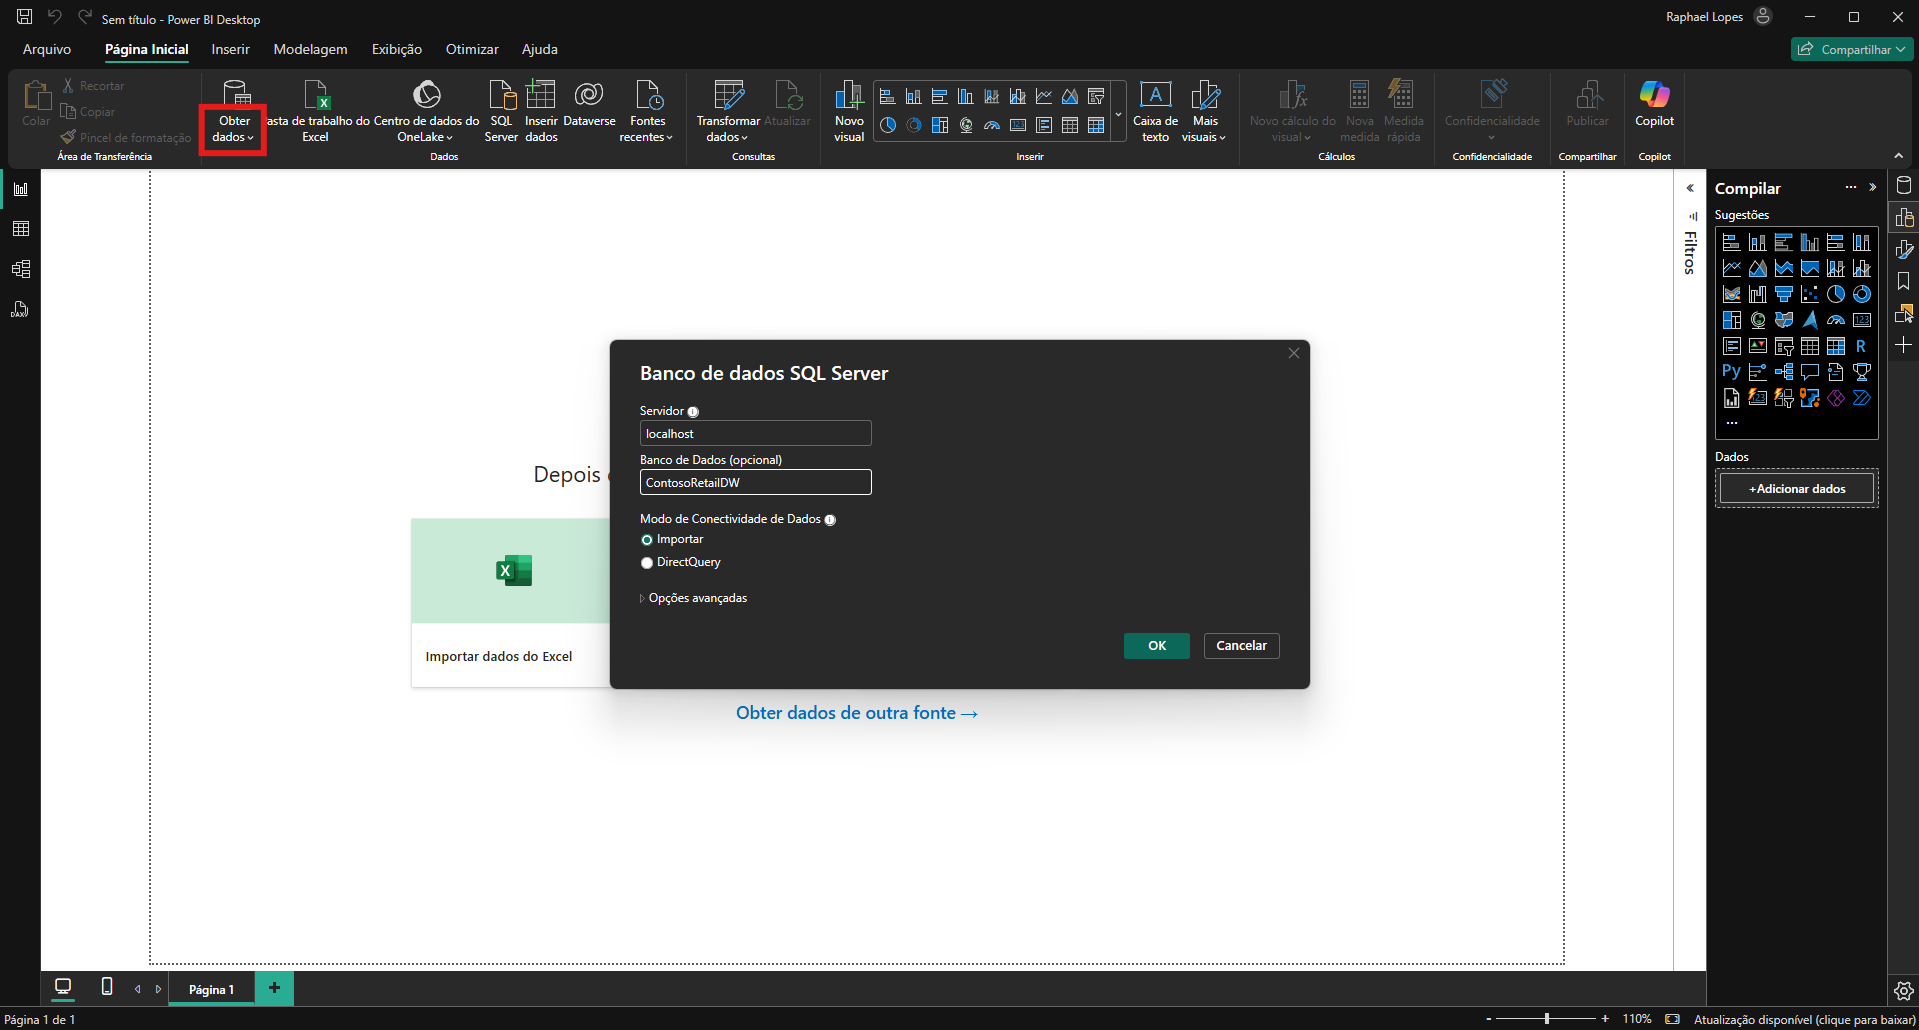 Sem título - Power BI Desktop
Raphael Lopes
Arquivo
Página Inicial
Inserir
Modelagem
Exibição
Otimizar
Ajuda
Compartilhar
Colar
Recortar
Copiar
Pincel de formatação
Área de Transferência
Obter
dados
asta de trabalho do
Excel
Centro de dados do
OneLake
SQL
Server
Inserir
dados
Dataverse
Fontes
recentes
Dados
Transformar
dados
Atualizar
Consultas
Novo
visual
Inserir
A
Caixa de
texto
Mais
visuais
Novo cálculo do
visual
Nova
medida
Medida
rápida
Cálculos
Confidencialidade
Confidencialidade
Publicar
Compartilhar
Copilot
Copilot
DAX
Filtros
Compilar
Sugestões
123
R
Py
123
Dados
+Adicionar dados
Depois
Importar dados do Excel
Obter dados de outra fonte →
Banco de dados SQL Server
Servidor
localhost
Banco de Dados (opcional)
ContosoRetailDW
Modo de Conectividade de Dados
Importar
DirectQuery
Opções avançadas
OK
Cancelar
Página 1
+
Página 1 de 1
- +
110%
Atualização disponível (clique para baixar)